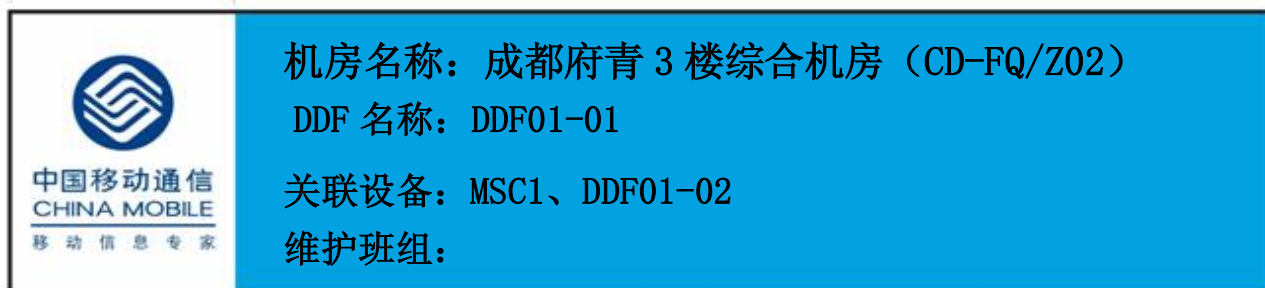 中国移动通信
CHINA MOBILE
移动信息专家
机房名称：成都府青3楼综合机房（CD-FQ/Z02）
DDF名称：DDF01-01
关联设备：MSC1、DDF01-02
维护班组：